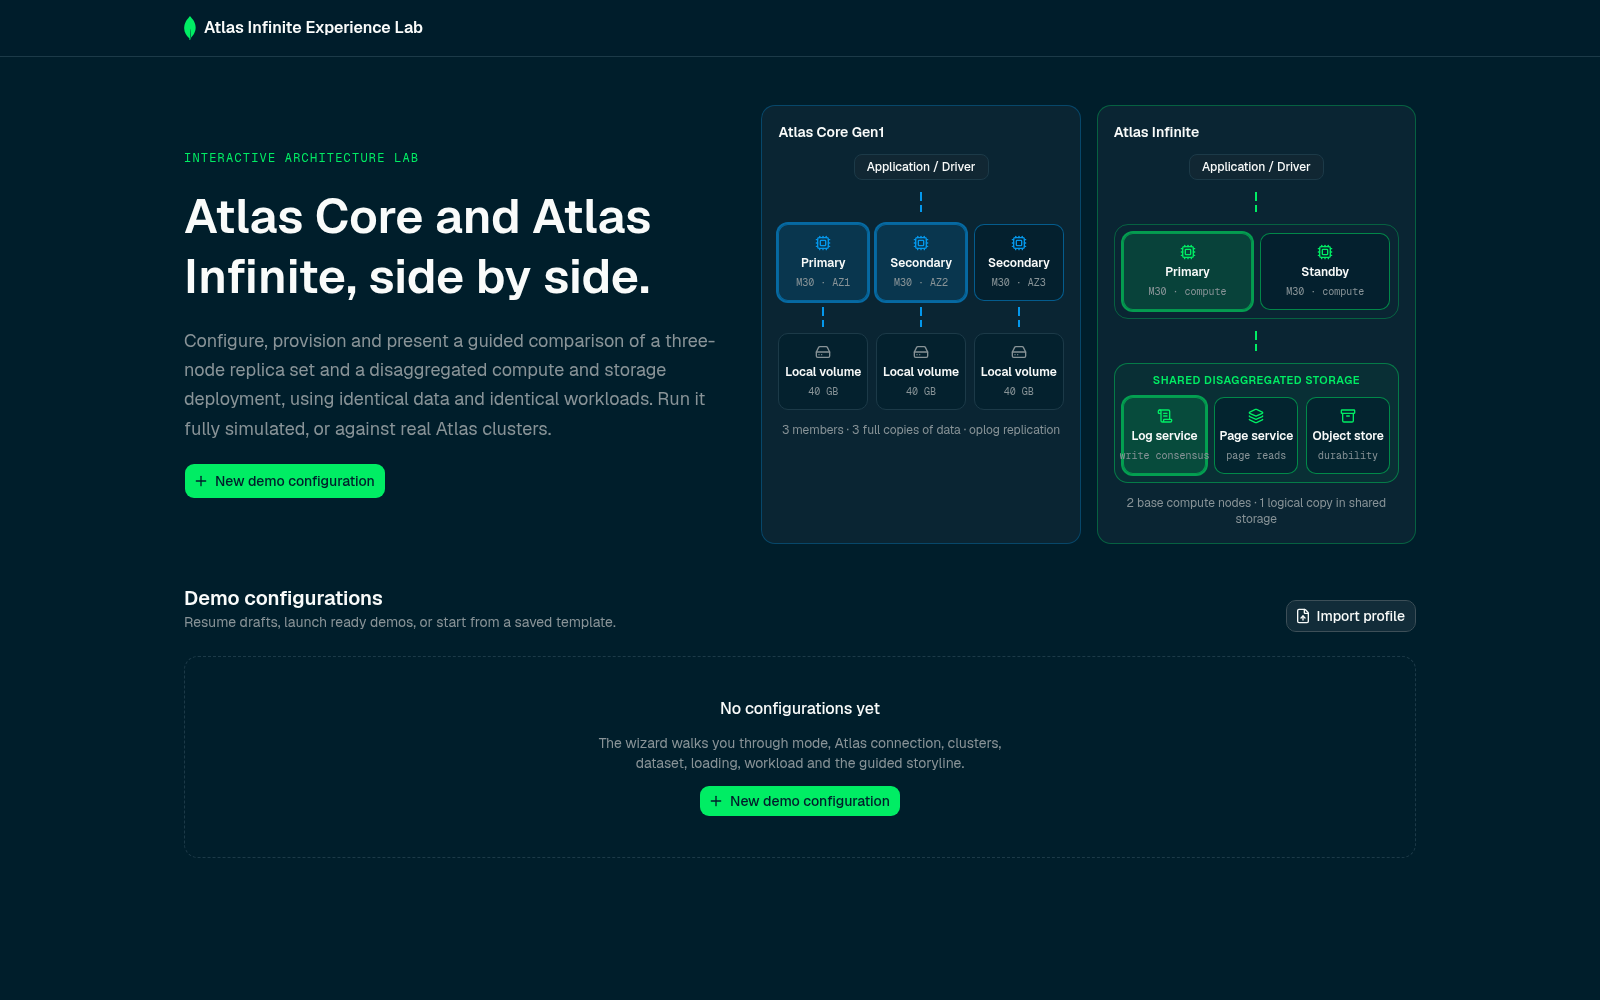 Atlas Infinite Experience Lab
INTERACTIVE ARCHITECTURE LAB
Atlas Core and Atlas
Infinite, side by side.
Configure, provision and present a guided comparison of a three-
node replica set and a disaggregated compute and storage
deployment, using identical data and identical workloads. Run it
fully simulated, or against real Atlas clusters.
New demo configuration
Atlas Core Gen1
Application / Driver
Primary
M30 · AZ1
Secondary
M30 · AZ2
Secondary
M30 · AZ3
Local volume
40 GB
Local volume
40 GB
Local volume
40 GB
3 members · 3 full copies of data · oplog replication
Atlas Infinite
Application / Driver
Primary
M30 · compute
Standby
M30 · compute
SHARED DISAGGREGATED STORAGE
Log service
write consensus
Page service
page reads
Object store
durability
2 base compute nodes · 1 logical copy in shared
storage
Demo configurations
Resume drafts, launch ready demos, or start from a saved template.
Import profile
No configurations yet
The wizard walks you through mode, Atlas connection, clusters,
dataset, loading, workload and the guided storyline.
New demo configuration